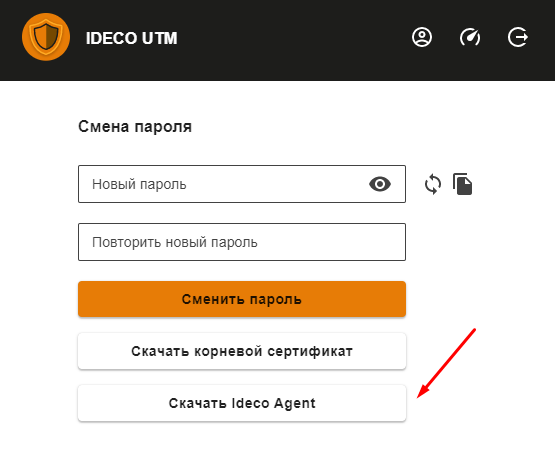 IDECO UTM
Смена пароля
Новый пароль
Повторить новый пароль
Сменить пароль
Скачать корневой сертификат
Скачать Ideco Agent